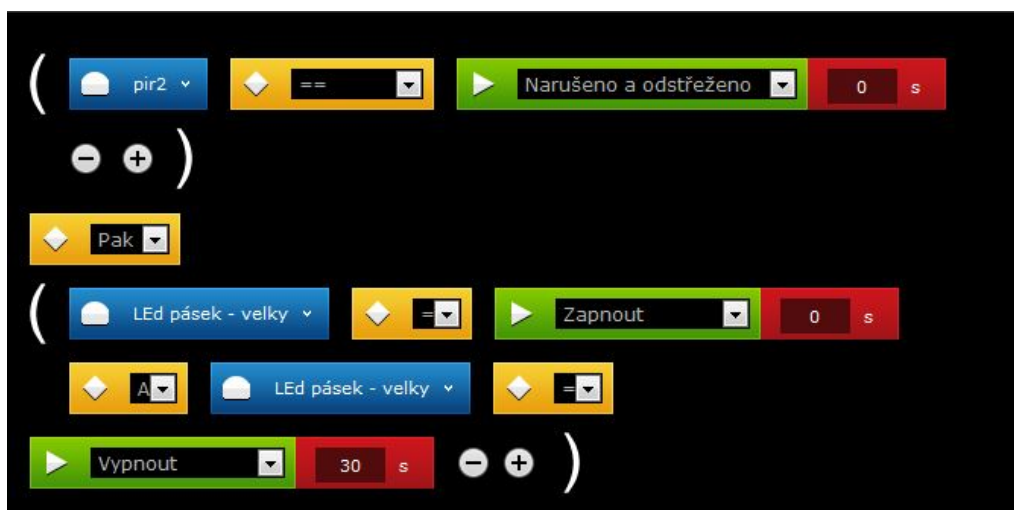 ( pir2 == Narušeno a odstřeženo 0 s
)
Pak
( LEd pásek - velky = Zapnout 0 s
A LEd pásek - velky =
Vypnout 30 s )